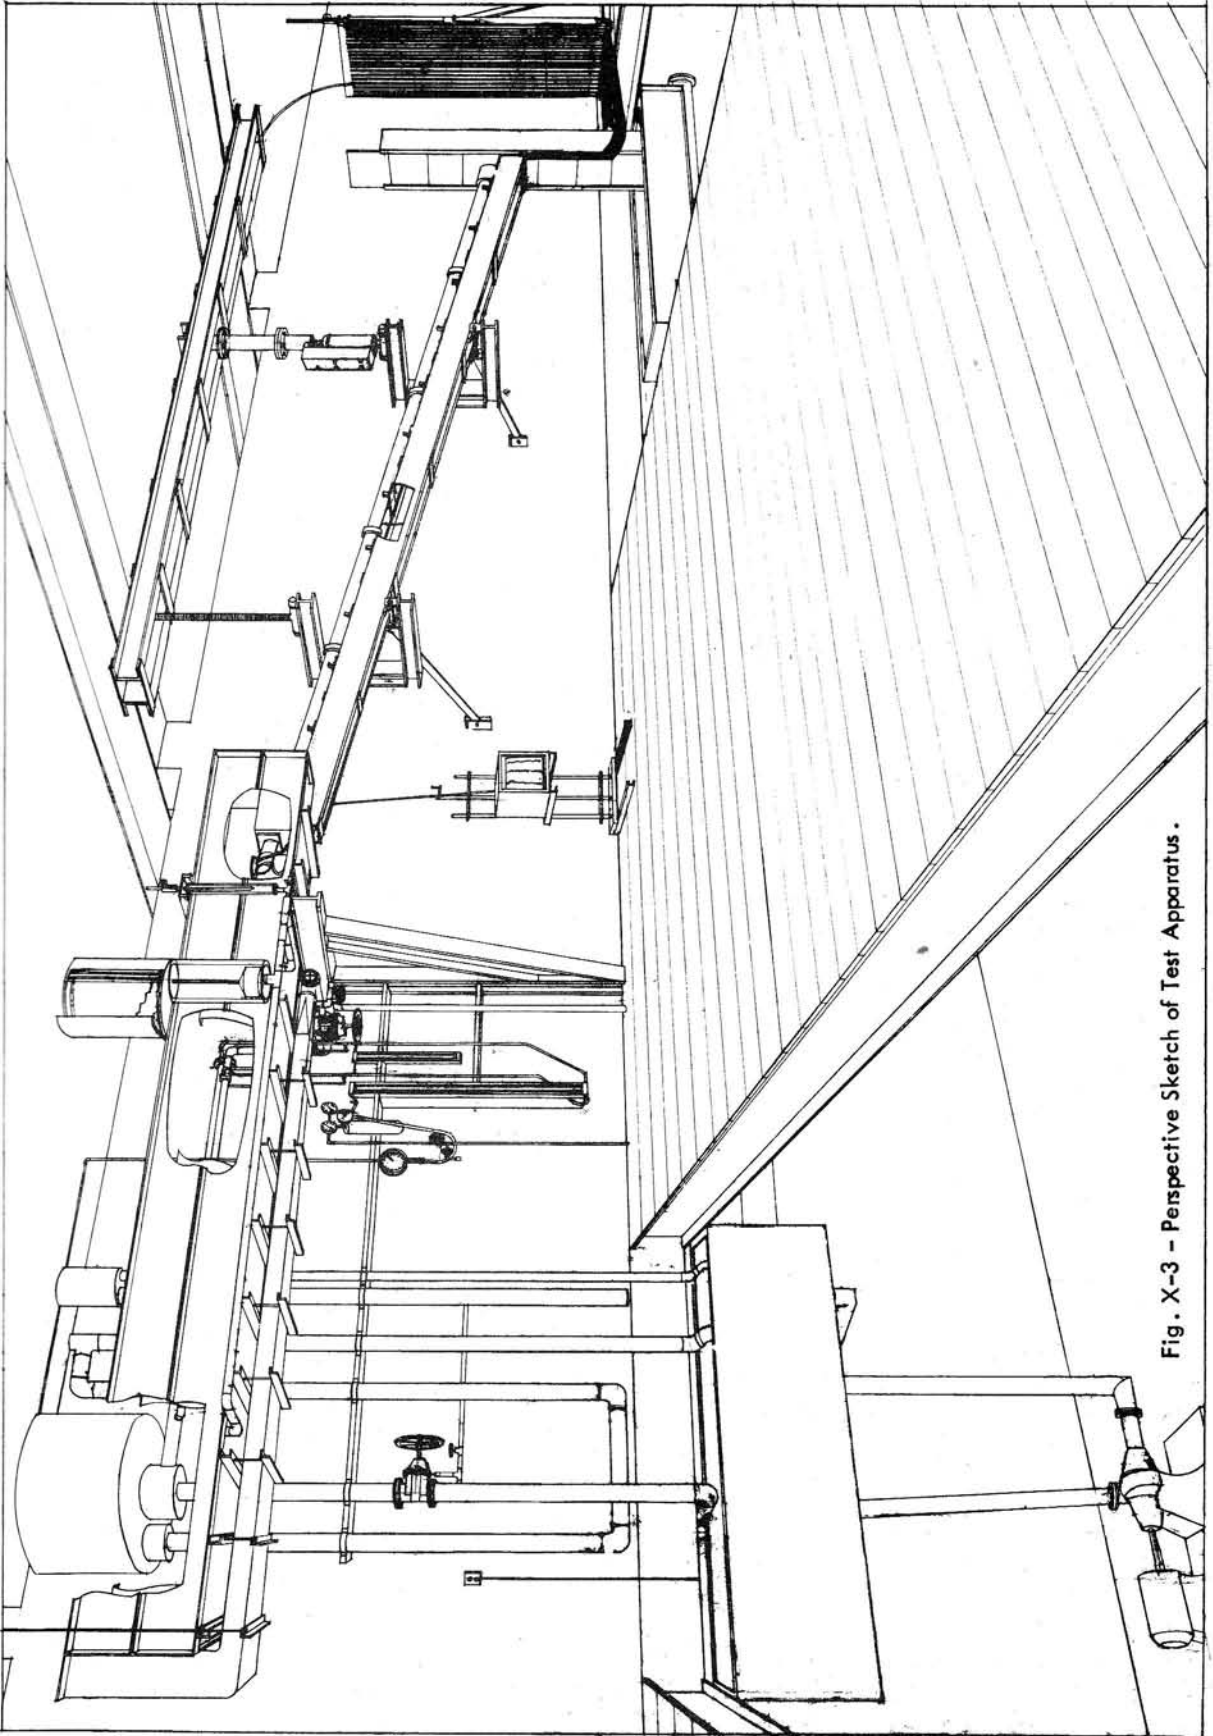 Fig. X-3 - Perspective Sketch of Test Apparatus.